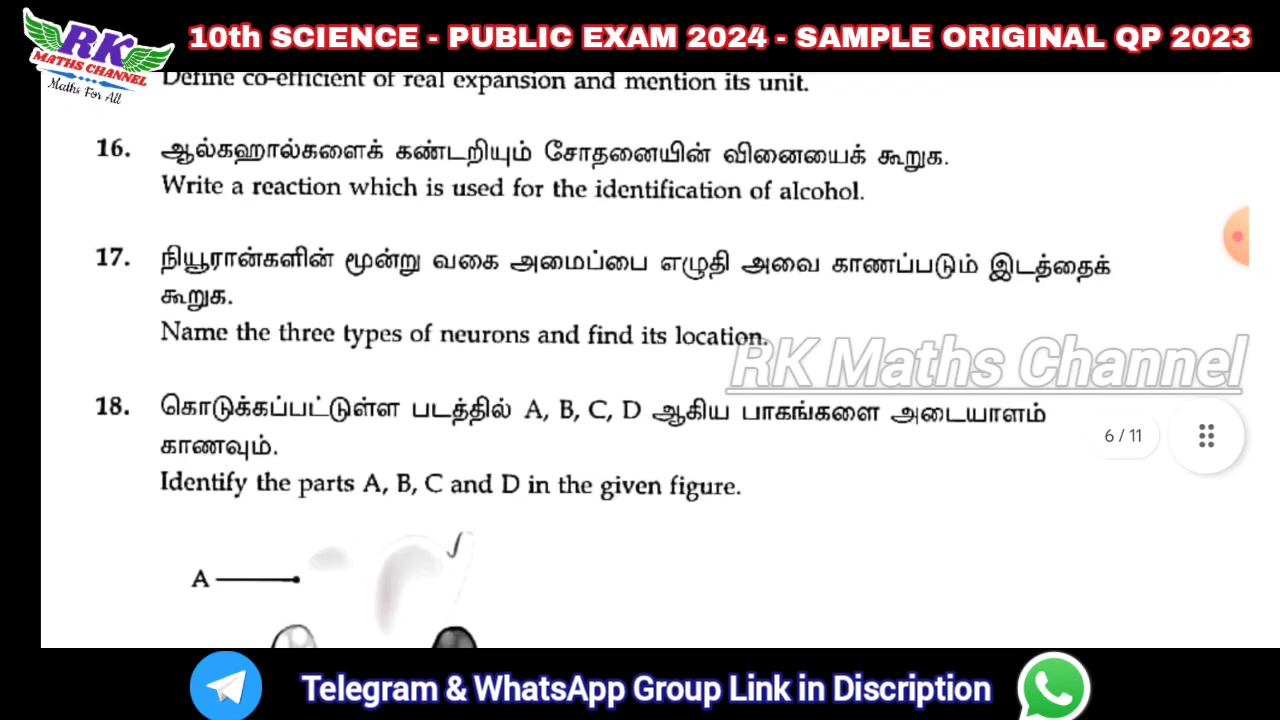 RK
MATHS CHANNEL
Maths For All
10th SCIENCE - PUBLIC EXAM 2024 - SAMPLE ORIGINAL QP 2023
Define co-efficient of real expansion and mention its unit.
16. ஆல்கஹால்களைக் கண்டறியும் சோதனையின் வினையைக் கூறுக.
Write a reaction which is used for the identification of alcohol.
17. நியூரான்களின் மூன்று வகை அமைப்பை எழுதி அவை காணப்படும் இடத்தைக்
கூறுக.
Name the three types of neurons and find its location.
RK Maths Channel
18. கொடுக்கப்பட்டுள்ள படத்தில் A, B, C, D ஆகிய பாகங்களை அடையாளம்
காணவும்.
6 / 11
Identify the parts A, B, C and D in the given figure.
A
Telegram & WhatsApp Group Link in Discription